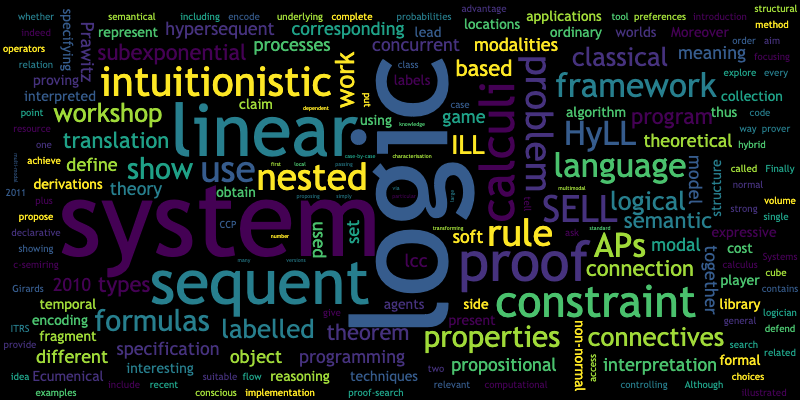 whether semantical including encode underlying complete probabilities advantage tool preferences introduction structural
indeed specifying Prawitz represent hypersequent corresponding lead locations applications ordinary worlds Moreover order aim method
operators subexponential processes concurrent modalities classical meaning focusing
relation proving intuitionistic work class labels based problem framework explore every
interpreted claim put case game algorithm program collection
point workshop linear dependent using knowledge ILL calculi thus code
resource translation HyLL theoretical way prover
one define show use nested case-by-case characterisation language model hybrid
achieve derivations theory first local passing called Finally
multi-mode obtain via multimodal structure normal volume
2011 plus system logic proposing simply SELL logical strong single
propose CCP number set transforming soft rule cell standard semantic expressive
declarative many versions used ask APs modal cost calculus Systems
showing lcc proof connection together cube
c-semiring sequent player contains
Girards 2010 types agents side constraint library
temporal give general logician
ITRS encoding formulas labelled theorem present non-normal connectives defend
provide fragment properties search related
different specification object programming two propositional access interpretation formal
idea Ecumenical interesting suitable flow reasoning techniques relevant computational controlling Although choices
examples include recent conscious implementation proof-search illustrated